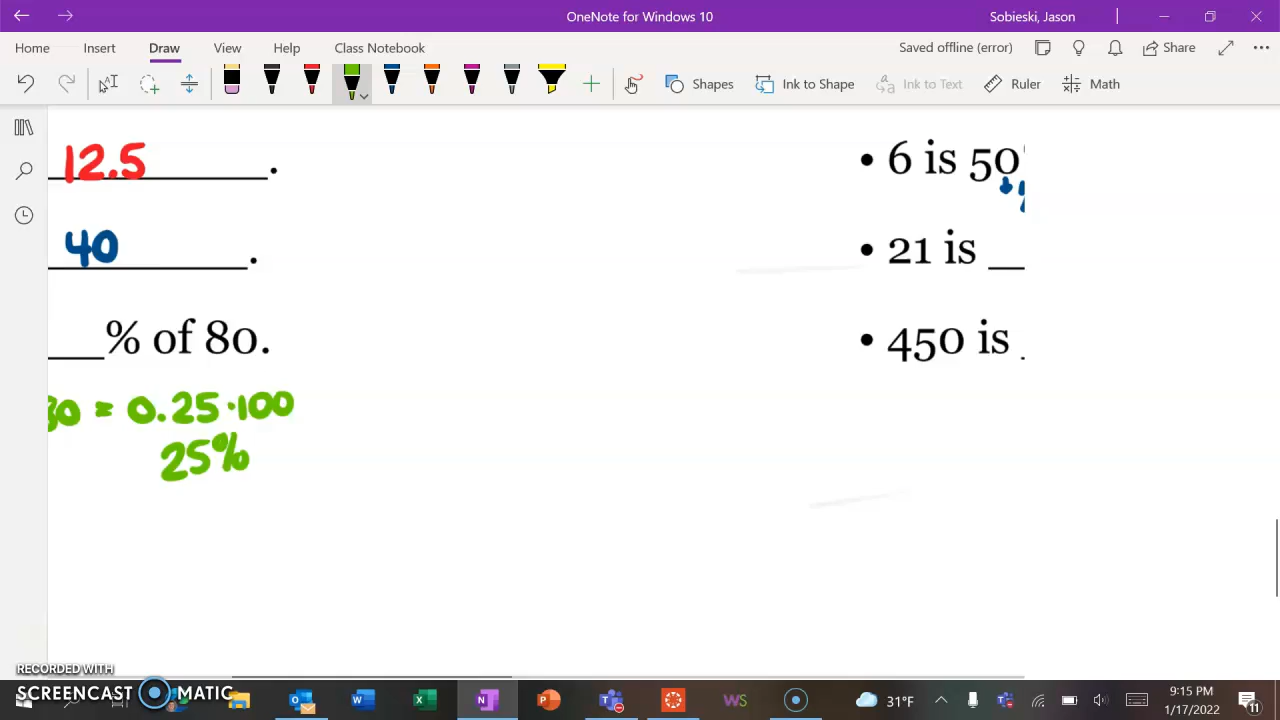 OneNote for Windows 10
Sobieski, Jason
Home Insert Draw View Help Class Notebook
Saved offline (error)
Share
Shapes
Ink to Shape
Ink to Text
Ruler
Math
12.5 .
40 .
% of 80.
80 = 0.25 · 100
25%
• 6 is 50
• 21 is __
• 450 is
RECORDED WITH
SCREENCAST MATIC
31°F
9:15 PM
1/17/2022
11